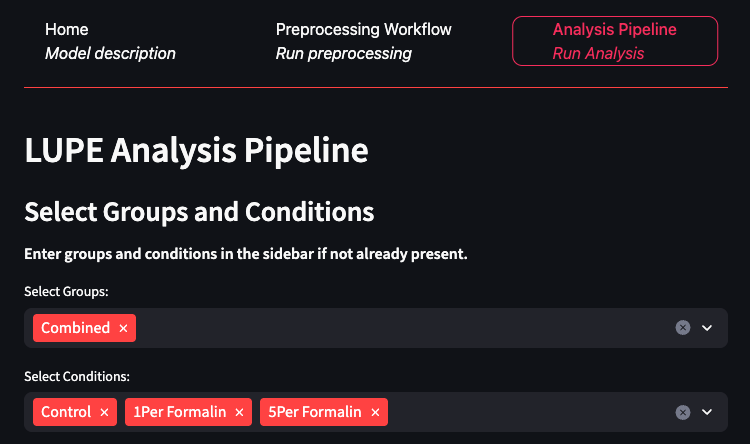 Home
Model description
Preprocessing Workflow
Run preprocessing
Analysis Pipeline
Run Analysis
LUPE Analysis Pipeline
Select Groups and Conditions
Enter groups and conditions in the sidebar if not already present.
Select Groups:
Combined ×
Select Conditions:
Control × 1Per Formalin × 5Per Formalin ×